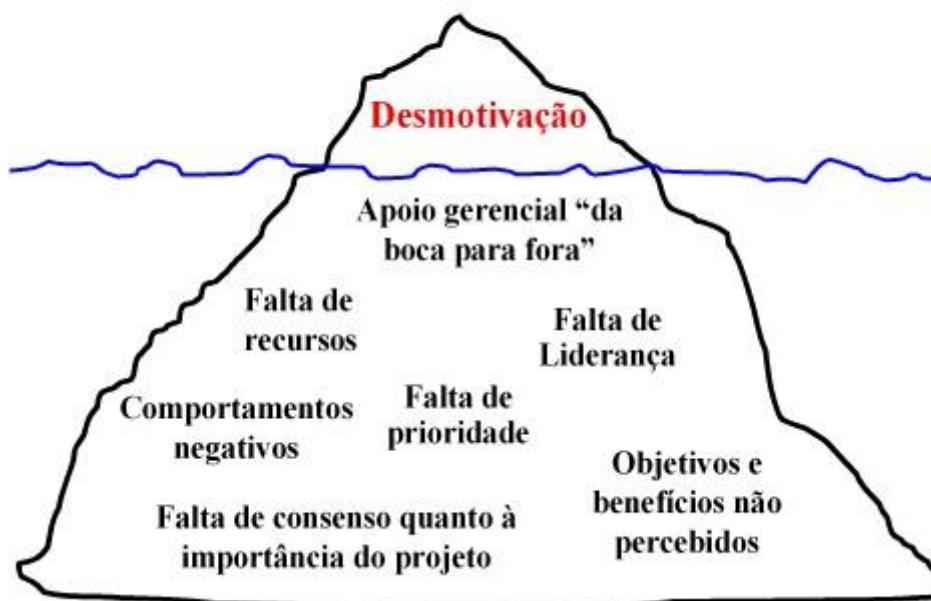 Desmotivação
Apoio gerencial “da
boca para fora”
Falta de
recursos
Falta de
Liderança
Comportamentos
negativos
Falta de
prioridade
Objetivos e
benefícios não
percebidos
Falta de consenso quanto à
importância do projeto